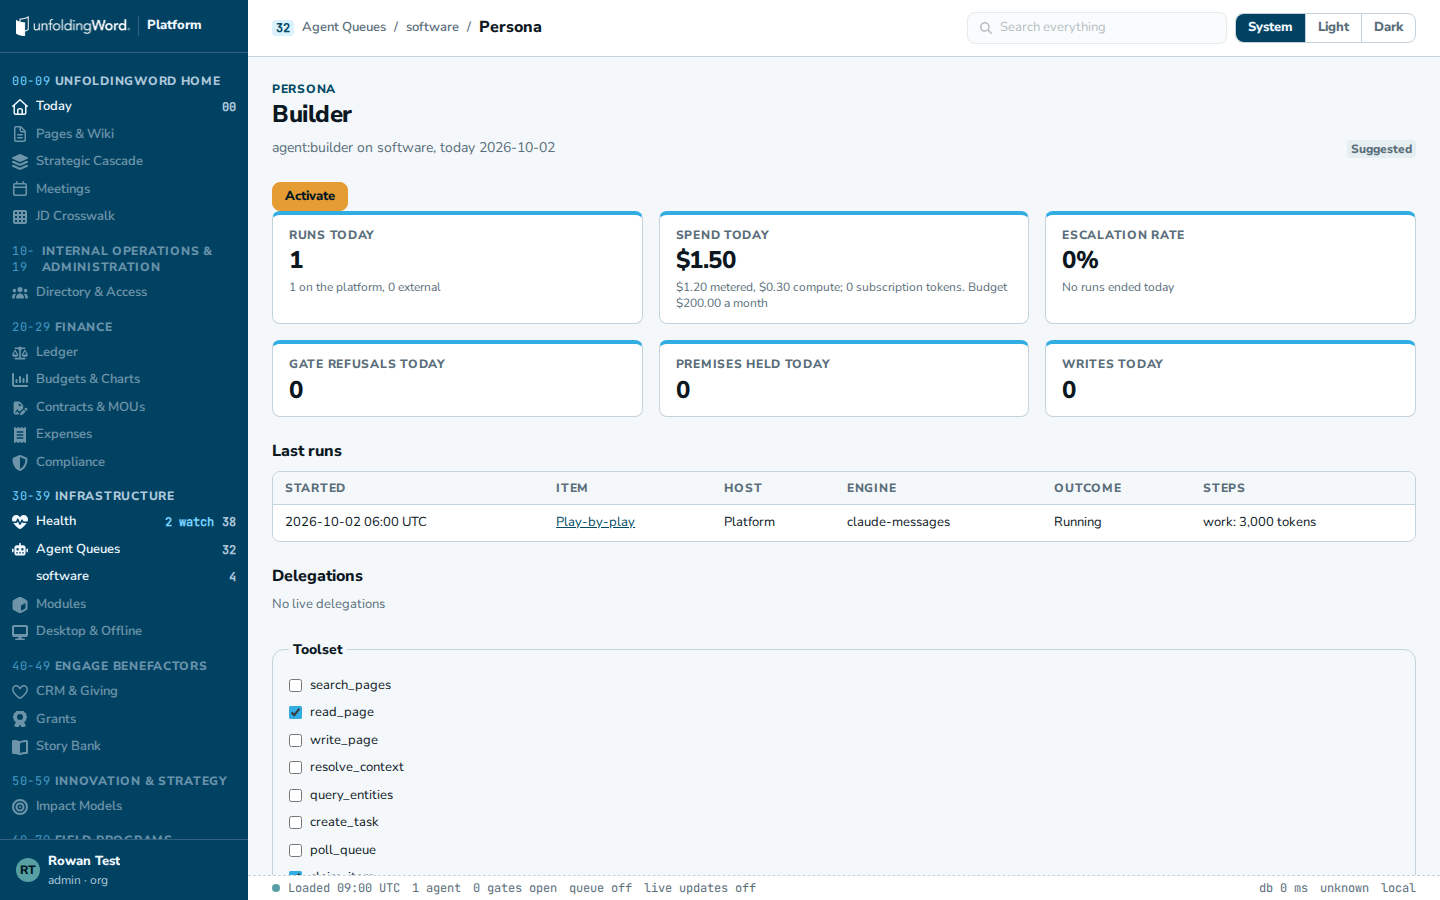 unfoldingWord Platform
00-09 UNFOLDINGWORD HOME
Today 00
Pages & Wiki
Strategic Cascade
Meetings
JD Crosswalk
10-19 INTERNAL OPERATIONS & ADMINISTRATION
Directory & Access
20-29 FINANCE
Ledger
Budgets & Charts
Contracts & MOUs
Expenses
Compliance
30-39 INFRASTRUCTURE
Health 2 watch 38
Agent Queues 32
software 4
Modules
Desktop & Offline
40-49 ENGAGE BENEFACTORS
CRM & Giving
Grants
Story Bank
50-59 INNOVATION & STRATEGY
Impact Models
RT Rowan Test
admin · org
32 Agent Queues / software / Persona
Search everything
System Light Dark
PERSONA
Builder
agent:builder on software, today 2026-10-02
Suggested
Activate
RUNS TODAY
1
1 on the platform, 0 external
SPEND TODAY
$1.50
$1.20 metered, $0.30 compute; 0 subscription tokens. Budget
$200.00 a month
ESCALATION RATE
0%
No runs ended today
GATE REFUSALS TODAY
0
PREMISES HELD TODAY
0
WRITES TODAY
0
Last runs
STARTED ITEM HOST ENGINE OUTCOME STEPS
2026-10-02 06:00 UTC Play-by-play Platform claude-messages Running work: 3,000 tokens
Delegations
No live delegations
Toolset
search_pages
read_page
write_page
resolve_context
query_entities
create_task
poll_queue
Loaded 09:00 UTC 1 agent 0 gates open queue off live updates off
db 0 ms unknown local